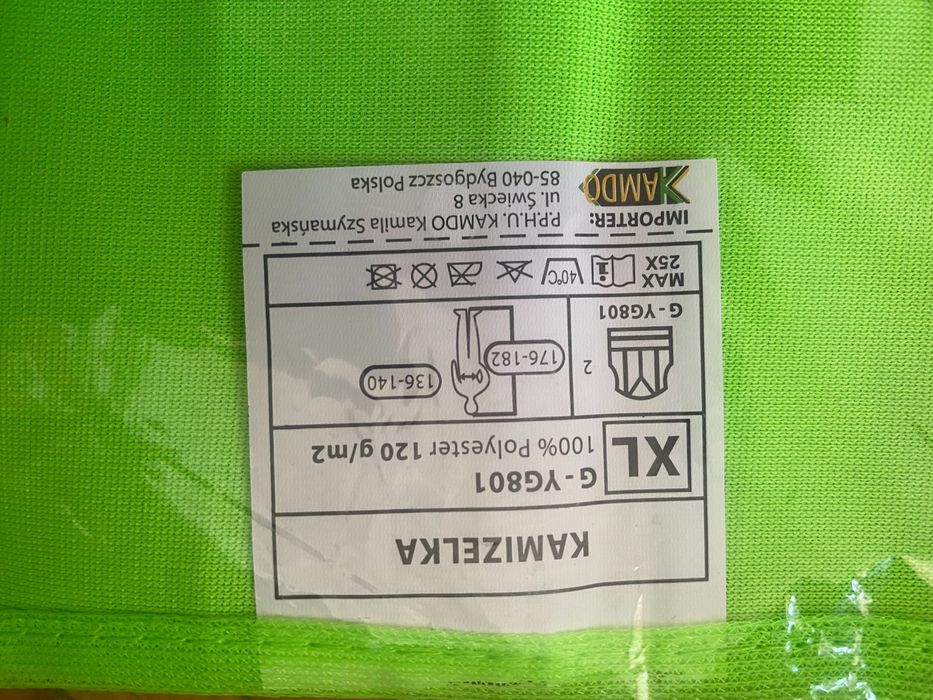 KAMIZELKA
XL
G - YG801
100% Polyester 120 g/m2
2
G - YG801
176-182
136-140
MAX
25X
i
40°C
IMPORTER:
KAMDO
P.P.H.U. KAMDO Kamila Szymańska
ul. Świecka 8
85-040 Bydgoszcz Polska